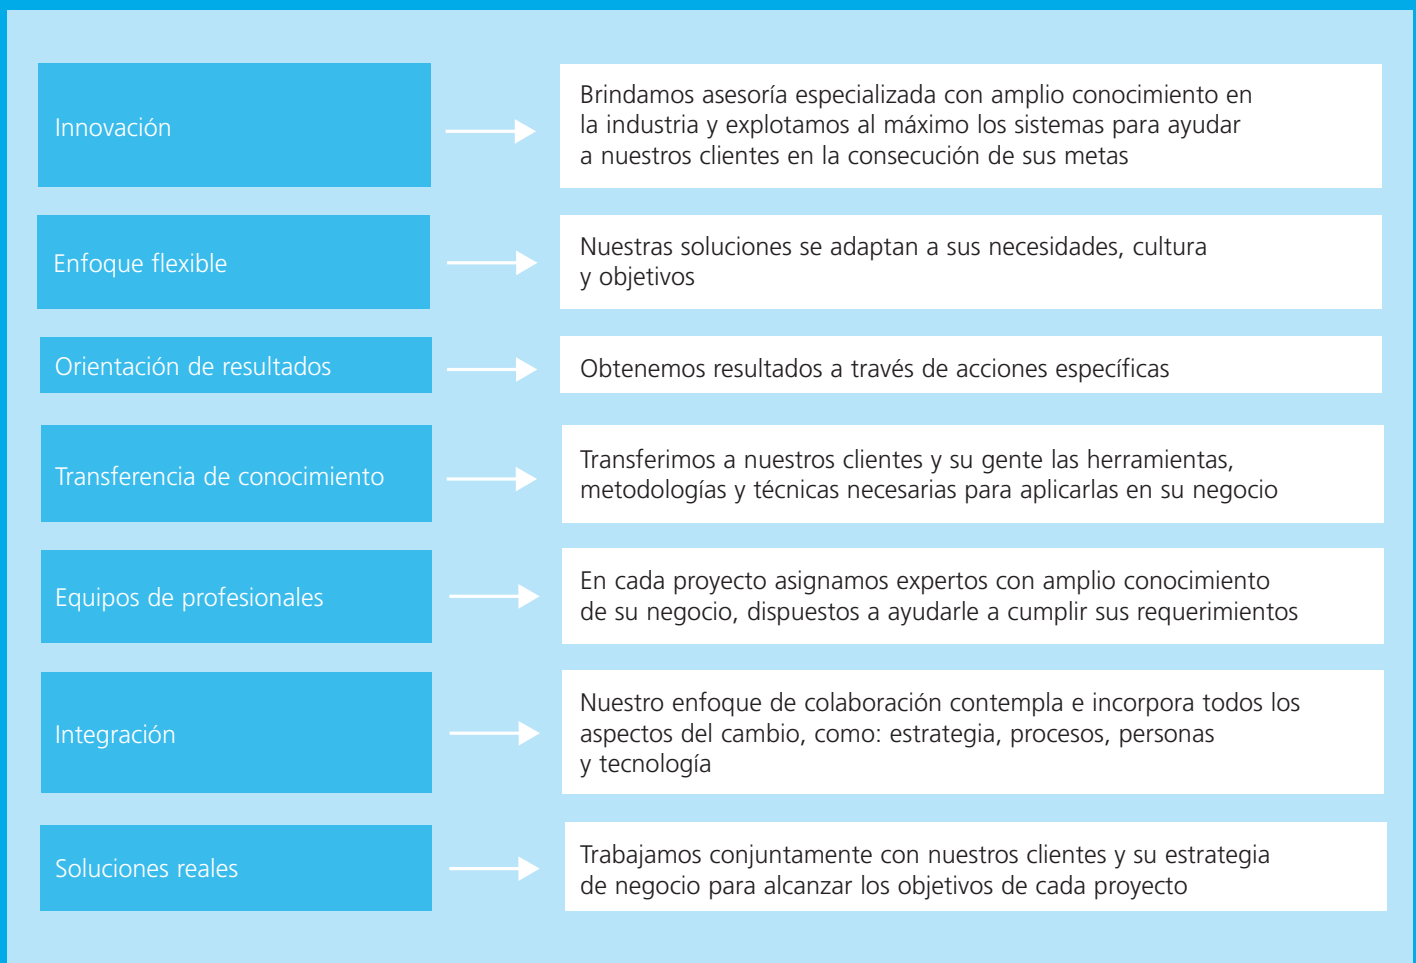 Innovación
Brindamos asesoría especializada con amplio conocimiento en
la industria y explotamos al máximo los sistemas para ayudar
a nuestros clientes en la consecución de sus metas
Enfoque flexible
Nuestras soluciones se adaptan a sus necesidades, cultura
y objetivos
Orientación de resultados
Obtenemos resultados a través de acciones específicas
Transferencia de conocimiento
Transferimos a nuestros clientes y su gente las herramientas,
metodologías y técnicas necesarias para aplicarlas en su negocio
Equipos de profesionales
En cada proyecto asignamos expertos con amplio conocimiento
de su negocio, dispuestos a ayudarle a cumplir sus requerimientos
Integración
Nuestro enfoque de colaboración contempla e incorpora todos los
aspectos del cambio, como: estrategia, procesos, personas
y tecnología
Soluciones reales
Trabajamos conjuntamente con nuestros clientes y su estrategia
de negocio para alcanzar los objetivos de cada proyecto